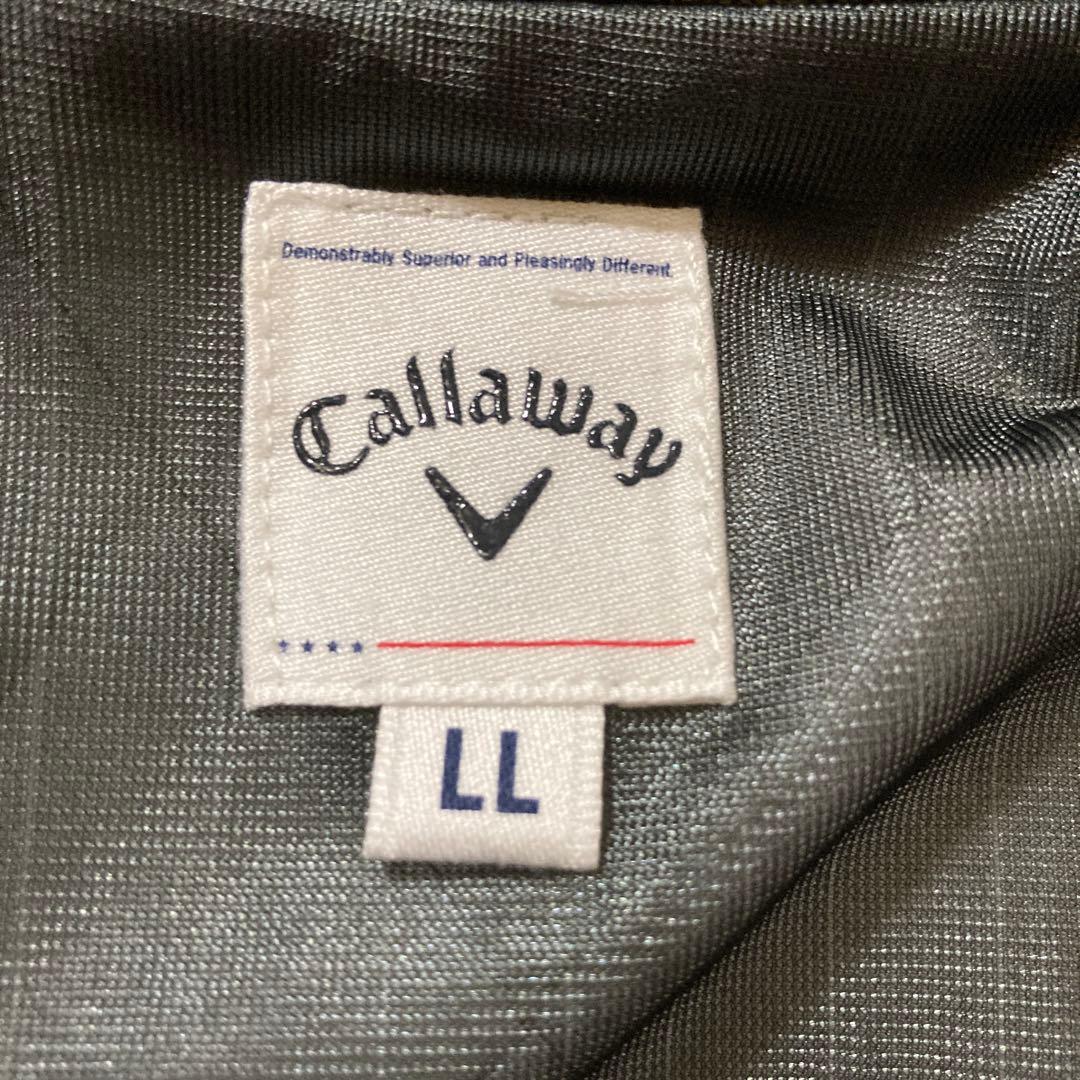 Demonstrably Superior and Pleasingly Different.
Callaway
LL